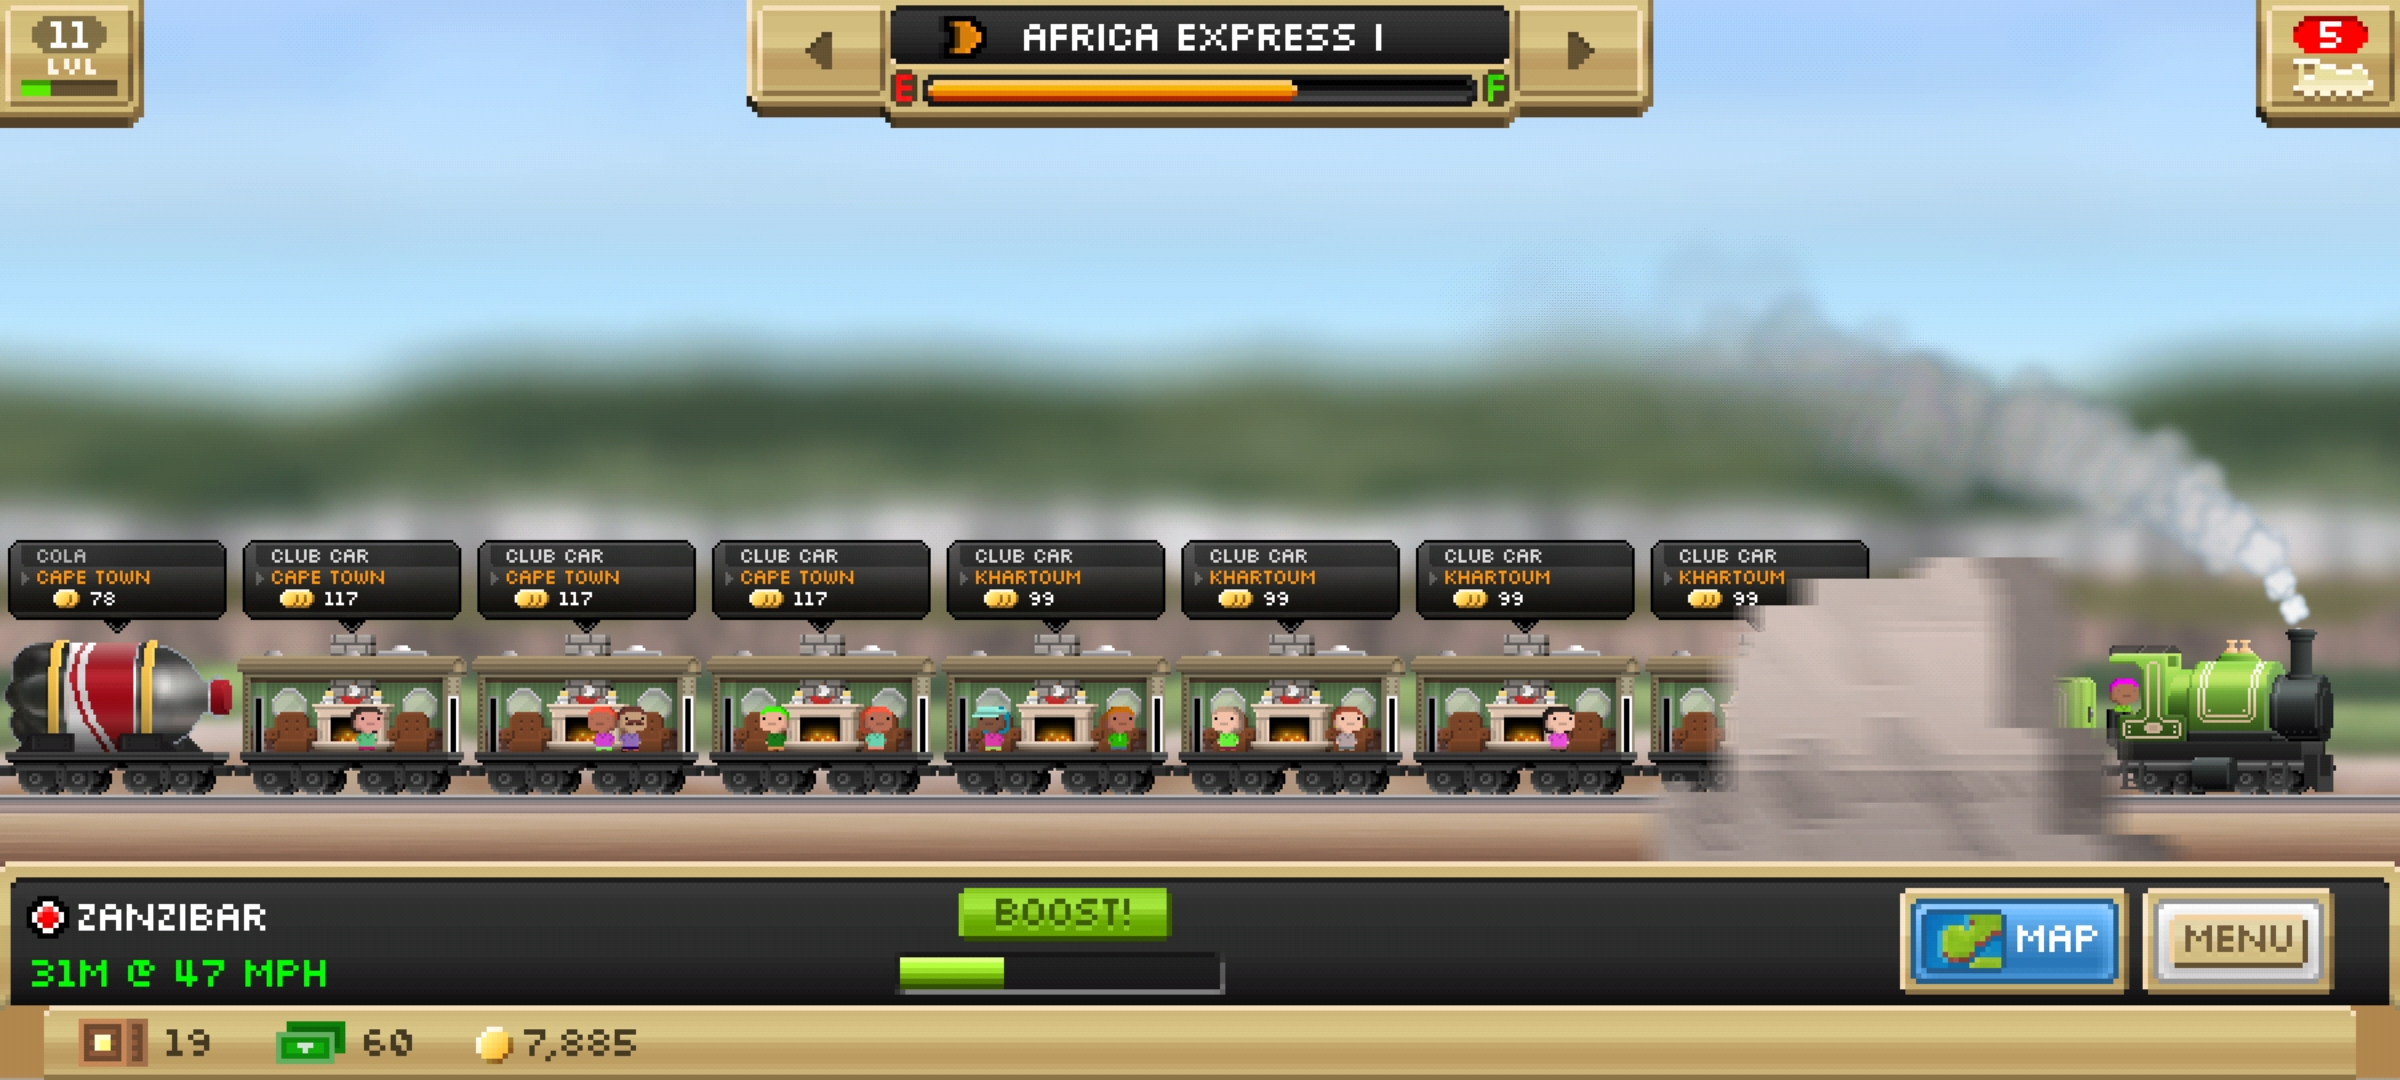 11
LVL
AFRICA EXPRESS I
E
F
5
COLA
CAPE TOWN
78
CLUB CAR
CAPE TOWN
117
CLUB CAR
CAPE TOWN
117
CLUB CAR
CAPE TOWN
117
CLUB CAR
KHARTOUM
99
CLUB CAR
KHARTOUM
99
CLUB CAR
KHARTOUM
99
CLUB CAR
KHARTOUM
99
ZANZIBAR
31M @ 47 MPH
BOOST!
MAP
MENU
19
60
7,885